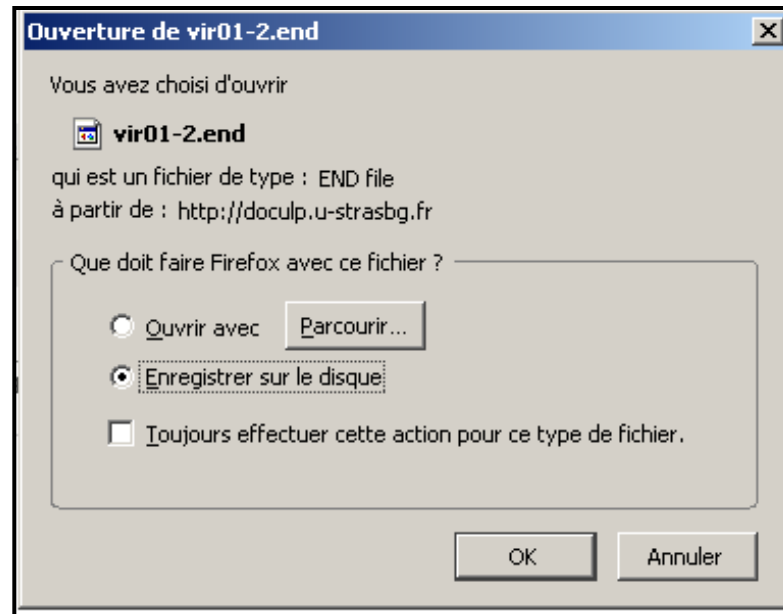 Ouverture de vir01-2.end
Vous avez choisi d'ouvrir
vir01-2.end
qui est un fichier de type : END file
à partir de : http://doculp.u-strasbg.fr
Que doit faire Firefox avec ce fichier ?
Ouvrir avec Parcourir...
Enregistrer sur le disque
Toujours effectuer cette action pour ce type de fichier.
OK Annuler